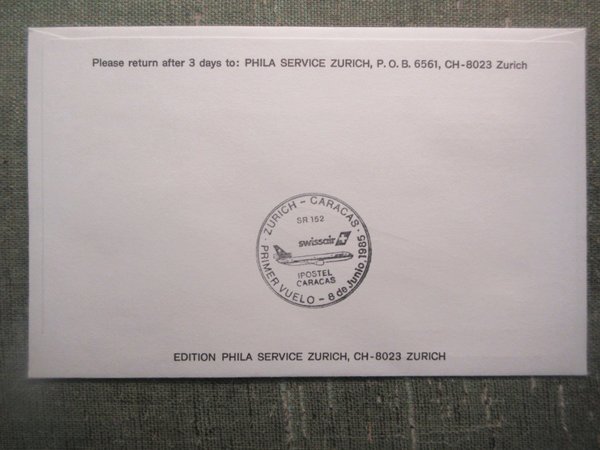 Please return after 3 days to: PHILA SERVICE ZURICH, P. O. B. 6561, CH-8023 Zurich
ZURICH - CARACAS ·
SR 152
swissair
IPOSTEL
CARACAS
PRIMER VUELO - 8 de Junio, 1985
EDITION PHILA SERVICE ZURICH, CH-8023 ZURICH